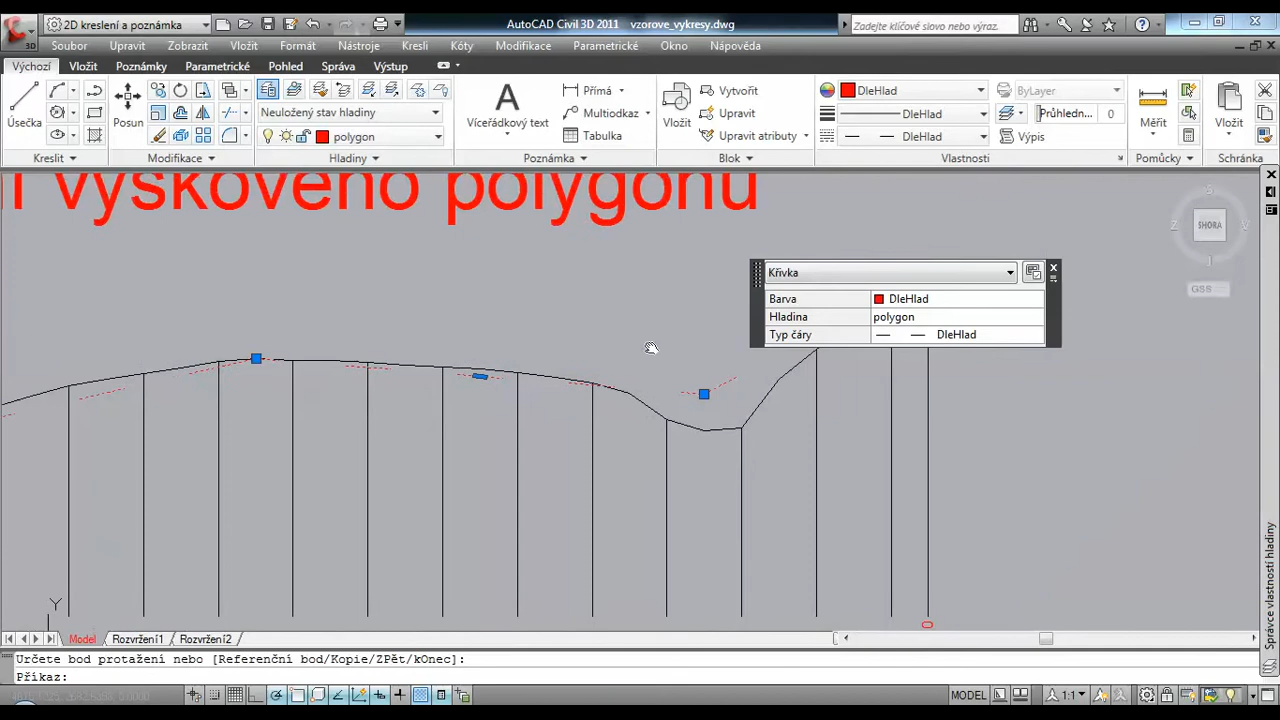 2D kreslení a poznámka
AutoCAD Civil 3D 2011 vzorove_vykresy.dwg
Zadejte klíčové slovo nebo výraz.
3D
Soubor Upravit Zobrazit Vložit Formát Nástroje Kresli Kóty Modifikace Parametrické Okno Nápověda
Výchozí Vložit Poznámky Parametrické Pohled Správa Výstup
Úsečka
Neuložený stav hladiny
polygon
Víceřádkový text
Přímá
Multiodkaz
Tabulka
Vložit
Vytvořit
Upravit
Upravit atributy
DleHlad
DleHlad
DleHlad
ByLayer
Průhledn... 0
Výpis
Měřit
Vložit
Kreslit Modifikace Hladiny Poznámka Blok Vlastnosti Pomůcky Schránka
í výškového polygonu
S
Z SHORA V
GSS
Křivka
Barva DleHlad
Hladina polygon
Typ čáry DleHlad
Y
Správce vlastností hladiny
Model Rozvržení1 Rozvržení2
Určete bod protažení nebo [Referenční bod/Kopie/ZPět/kOnec]:
Příkaz:
MODEL 1:1